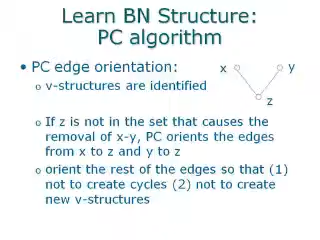 Learn BN Structure:
PC algorithm
• PC edge orientation:
x y
z
o v-structures are identified
o If z is not in the set that causes the
removal of x-y, PC orients the edges
from x to z and y to z
o orient the rest of the edges so that (1)
not to create cycles (2) not to create
new v-structures